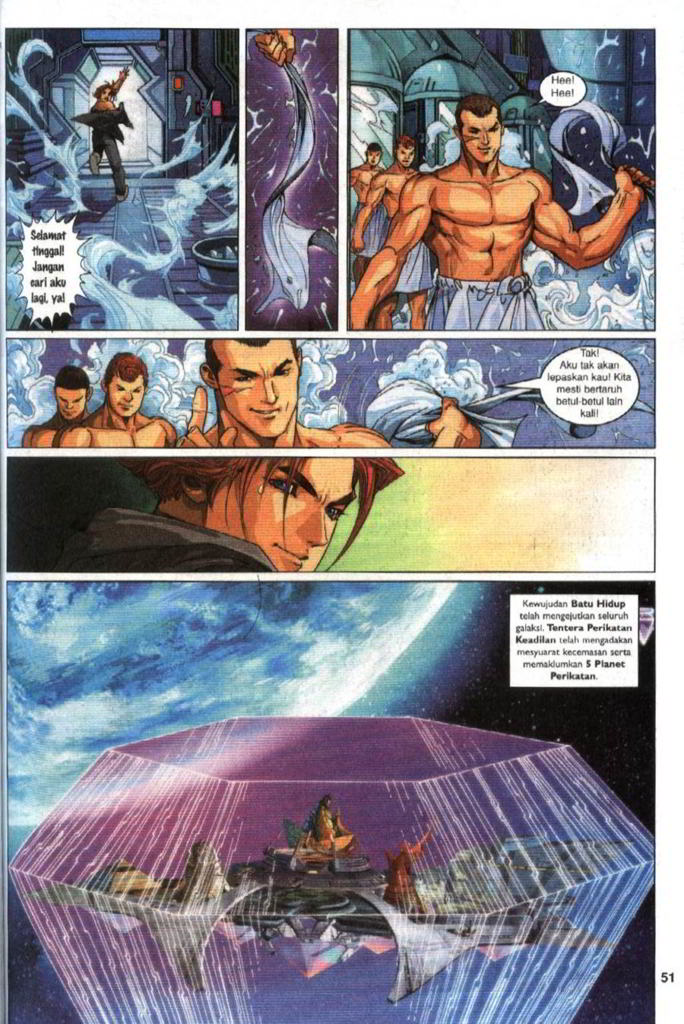 Selamat
tinggal!
Jangan
cari aku
lagi, ya!
Hee!
Hee!
Tak!
Aku tak akan
lepaskan kau! Kita
mesti bertaruh
betul-betul lain
kali!
Kewujudan Batu Hidup
telah mengejutkan seluruh
galaksi. Tentera Perikatan
Keadilan telah mengadakan
mesyuarat kecemasan serta
memaklumkan 5 Planet
Perikatan.
51